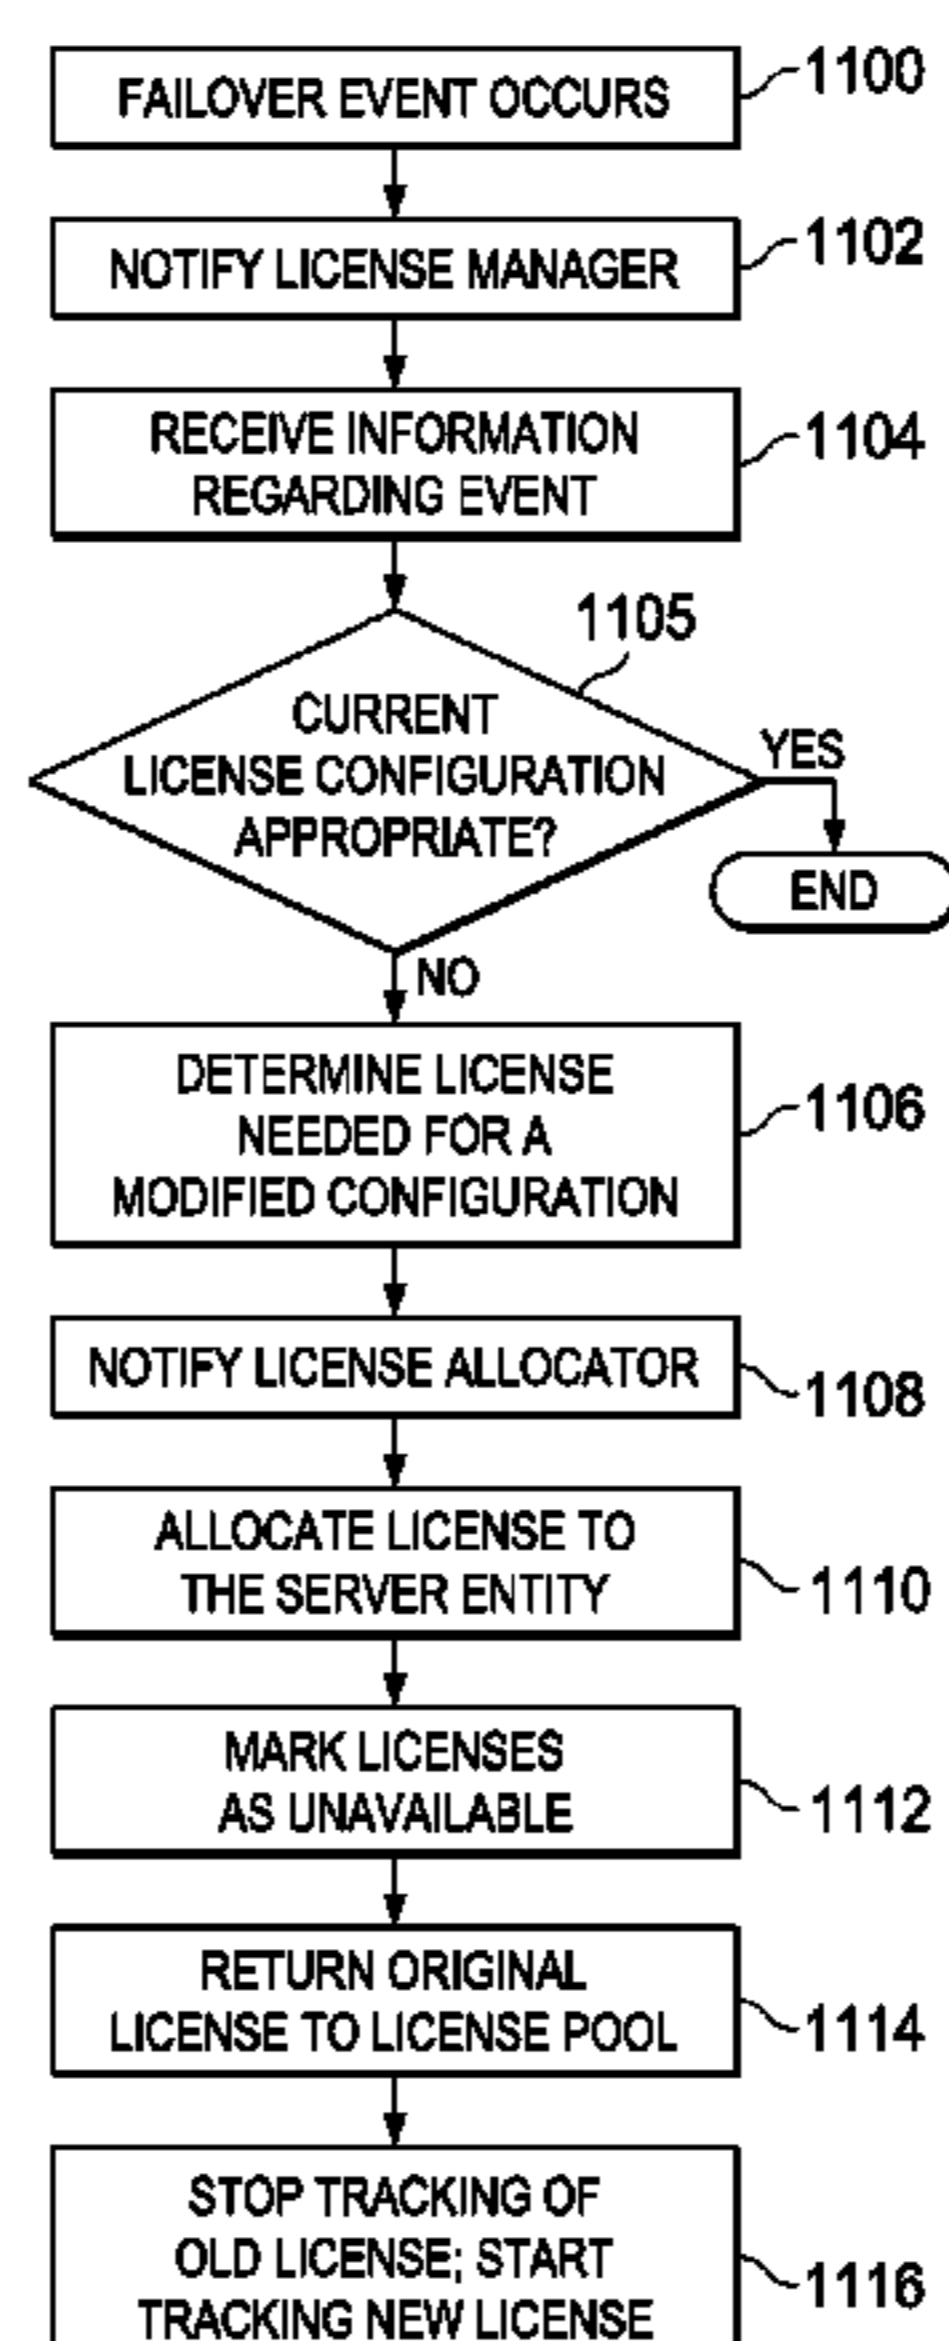 FAILOVER EVENT OCCURS
1100
NOTIFY LICENSE MANAGER
1102
RECEIVE INFORMATION
REGARDING EVENT
1104
1105
CURRENT
LICENSE CONFIGURATION
APPROPRIATE?
YES
END
NO
DETERMINE LICENSE
NEEDED FOR A
MODIFIED CONFIGURATION
1106
NOTIFY LICENSE ALLOCATOR
1108
ALLOCATE LICENSE TO
THE SERVER ENTITY
1110
MARK LICENSES
AS UNAVAILABLE
1112
RETURN ORIGINAL
LICENSE TO LICENSE POOL
1114
STOP TRACKING OF
OLD LICENSE; START
TRACKING NEW LICENSE
1116